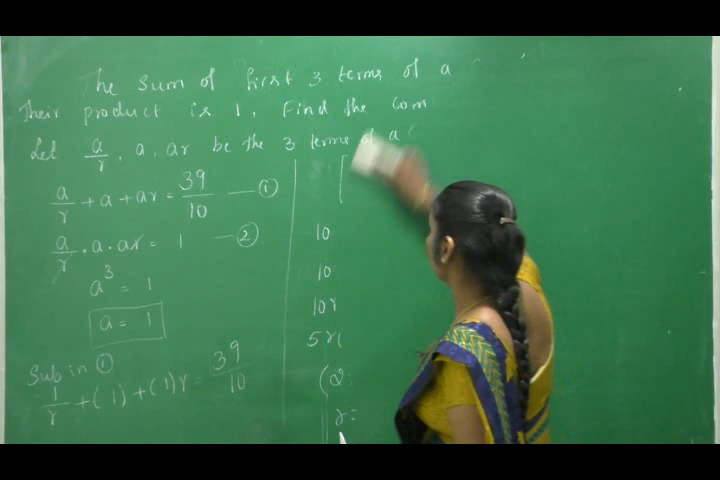 The sum of first 3 terms of a
their product is 1, Find the com
Let a/r, a, ar be the 3 terms of a
a/r + a + ar = 39/10 — ①
a/r . a . ar = 1 — ②
a³ = 1
a = 1
Sub in ①
1/r + (1) + (1)r = 39/10
[
10
10
10r
5r(
(2
r =